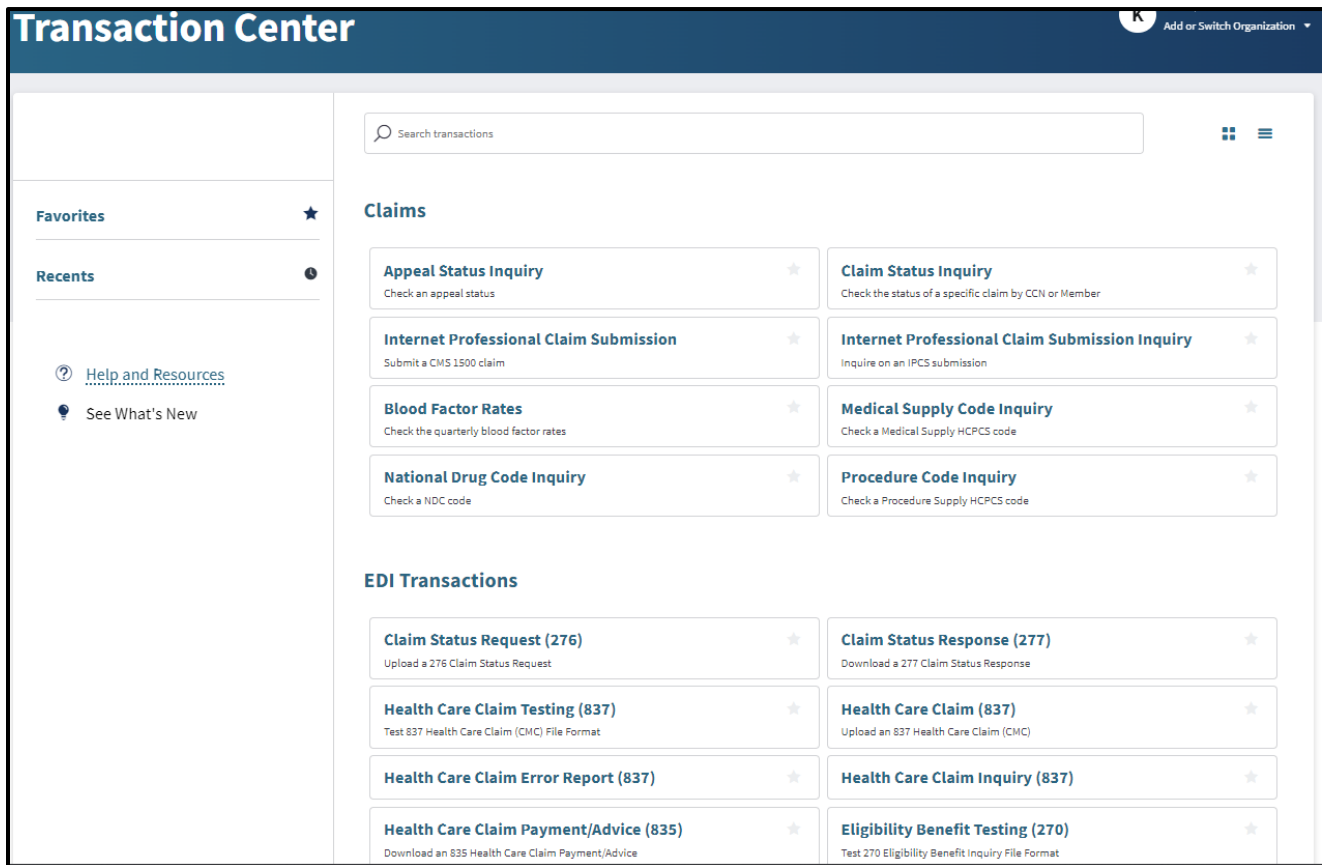 Transaction Center
K
Add or Switch Organization
Search transactions
Favorites
Recents
Help and Resources
See What's New
Claims
Appeal Status Inquiry
Check an appeal status
Claim Status Inquiry
Check the status of a specific claim by CCN or Member
Internet Professional Claim Submission
Submit a CMS 1500 claim
Internet Professional Claim Submission Inquiry
Inquire on an IPCS submission
Blood Factor Rates
Check the quarterly blood factor rates
Medical Supply Code Inquiry
Check a Medical Supply HCPCS code
National Drug Code Inquiry
Check a NDC code
Procedure Code Inquiry
Check a Procedure Supply HCPCS code
EDI Transactions
Claim Status Request (276)
Upload a 276 Claim Status Request
Claim Status Response (277)
Download a 277 Claim Status Response
Health Care Claim Testing (837)
Test 837 Health Care Claim (CMC) File Format
Health Care Claim (837)
Upload an 837 Health Care Claim (CMC)
Health Care Claim Error Report (837)
Health Care Claim Inquiry (837)
Health Care Claim Payment/Advice (835)
Download an 835 Health Care Claim Payment/Advice
Eligibility Benefit Testing (270)
Test 270 Eligibility Benefit Inquiry File Format